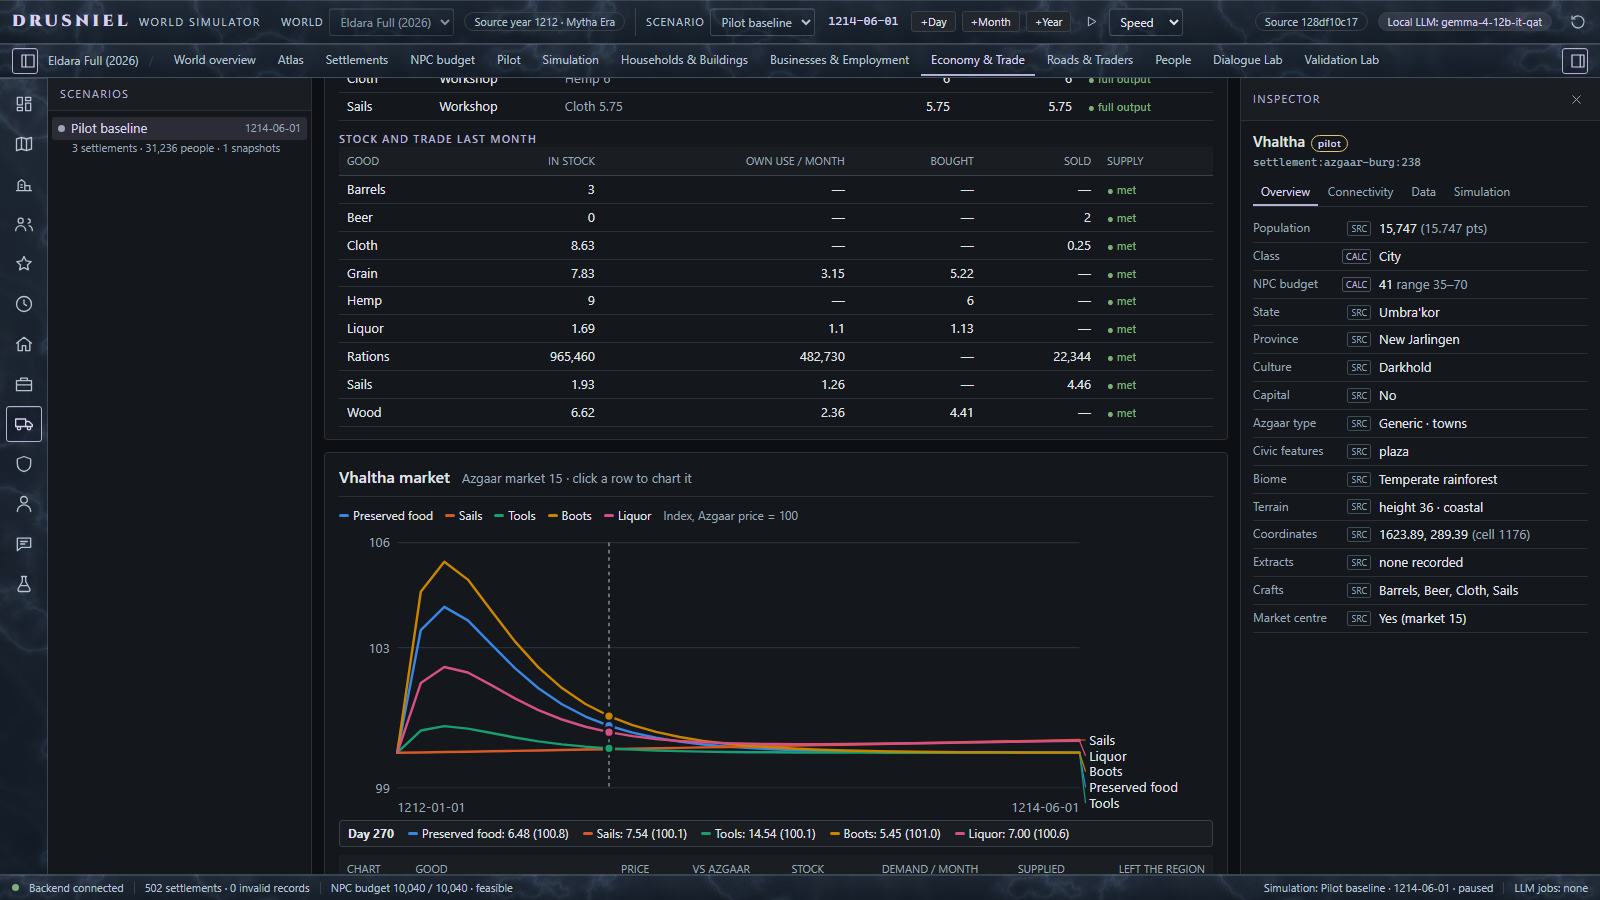 DRUSNIEL WORLD SIMULATOR WORLD Eldara Full (2026) Source year 1212 · Mytha Era SCENARIO Pilot baseline 1214-06-01 +Day +Month +Year Speed Source 128df10c17 Local LLM: gemma-4-12b-it-qat
Eldara Full (2026) / World overview Atlas Settlements NPC budget Pilot Simulation Households & Buildings Businesses & Employment Economy & Trade Roads & Traders People Dialogue Lab Validation Lab
SCENARIOS
Pilot baseline 1214-06-01
3 settlements · 31,236 people · 1 snapshots
Cloth Workshop Hemp 6 6 6 full output
Sails Workshop Cloth 5.75 5.75 5.75 full output
STOCK AND TRADE LAST MONTH
GOOD IN STOCK OWN USE / MONTH BOUGHT SOLD SUPPLY
Barrels 3 — — — met
Beer 0 — — 2 met
Cloth 8.63 — — 0.25 met
Grain 7.83 3.15 5.22 — met
Hemp 9 — 6 — met
Liquor 1.69 1.1 1.13 — met
Rations 965,460 482,730 — 22,344 met
Sails 1.93 1.26 — 4.46 met
Wood 6.62 2.36 4.41 — met
Vhaltha market Azgaar market 15 · click a row to chart it
Preserved food Sails Tools Boots Liquor Index, Azgaar price = 100
106
103
99
1212-01-01 1214-06-01
Sails
Liquor
Boots
Preserved food
Tools
Day 270 Preserved food: 6.48 (100.8) Sails: 7.54 (100.1) Tools: 14.54 (100.1) Boots: 5.45 (101.0) Liquor: 7.00 (100.6)
CHART GOOD PRICE VS AZGAAR STOCK DEMAND / MONTH SUPPLIED LEFT THE REGION
INSPECTOR
Vhaltha pilot
settlement:azgaar-burg:238
Overview Connectivity Data Simulation
Population SRC 15,747 (15.747 pts)
Class CALC City
NPC budget CALC 41 range 35–70
State SRC Umbra'kor
Province SRC New Jarlingen
Culture SRC Darkhold
Capital SRC No
Azgaar type SRC Generic · towns
Civic features SRC plaza
Biome SRC Temperate rainforest
Terrain SRC height 36 · coastal
Coordinates SRC 1623.89, 289.39 (cell 1176)
Extracts SRC none recorded
Crafts SRC Barrels, Beer, Cloth, Sails
Market centre SRC Yes (market 15)
Backend connected 502 settlements · 0 invalid records NPC budget 10,040 / 10,040 · feasible Simulation: Pilot baseline · 1214-06-01 · paused LLM jobs: none